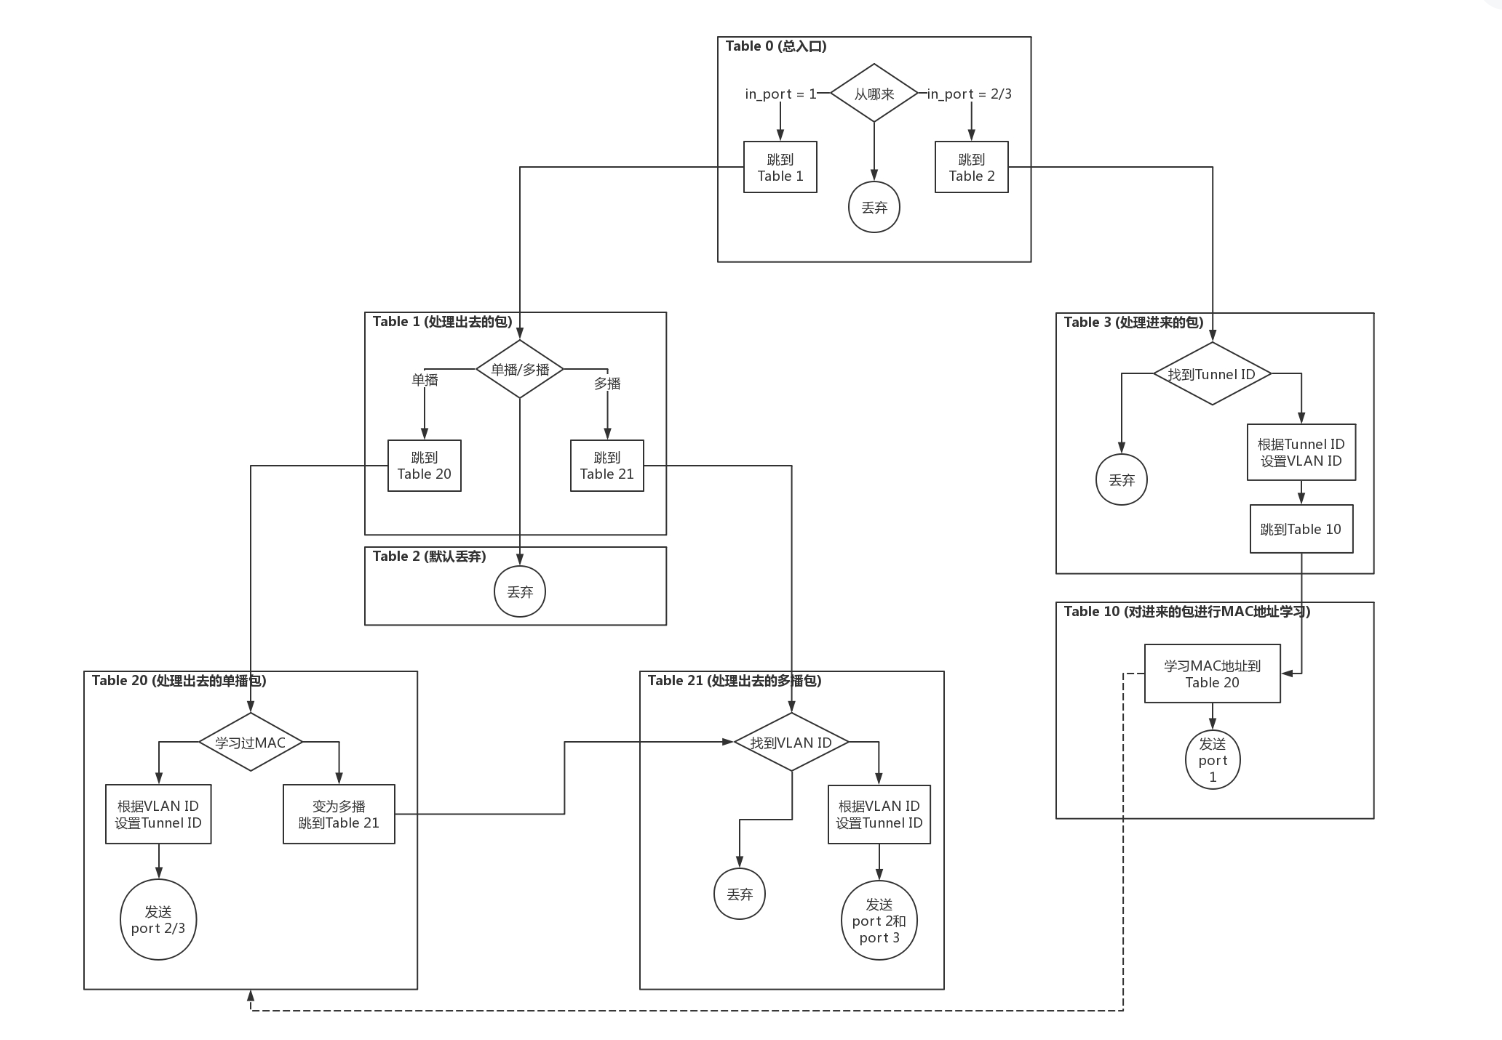 Table 0 (总入口)
从哪来
in_port = 1
in_port = 2/3
跳到
Table 1
跳到
Table 2
丢弃
Table 1 (处理出去的包)
单播/多播
单播
多播
跳到
Table 20
跳到
Table 21
Table 2 (默认丢弃)
丢弃
Table 3 (处理进来的包)
找到Tunnel ID
丢弃
根据Tunnel ID
设置VLAN ID
跳到Table 10
Table 10 (对进来的包进行MAC地址学习)
学习MAC地址到
Table 20
发送
port
1
Table 20 (处理出去的单播包)
学习过MAC
根据VLAN ID
设置Tunnel ID
变为多播
跳到Table 21
发送
port 2/3
Table 21 (处理出去的多播包)
找到VLAN ID
丢弃
根据VLAN ID
设置Tunnel ID
发送
port 2和
port 3